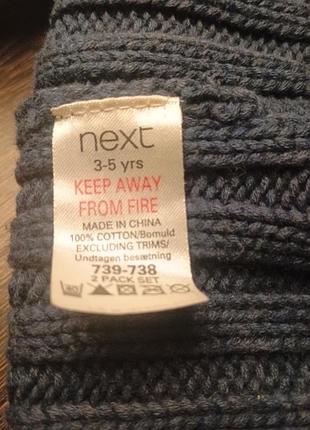 next
3-5 yrs
KEEP AWAY
FROM FIRE
MADE IN CHINA
100% COTTON/Bomuld
EXCLUDING TRIMS/
Undtagen besætning
739-738
2 PACK SET
40